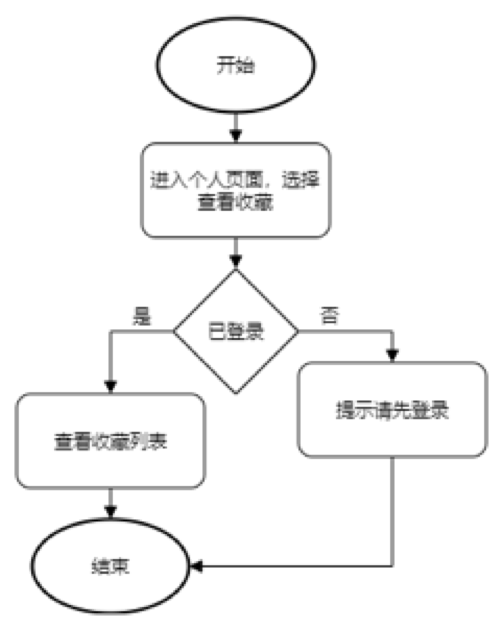 开始
进入个人页面，选择
查看收藏
是
否
已登录
提示请先登录
查看收藏列表
结束